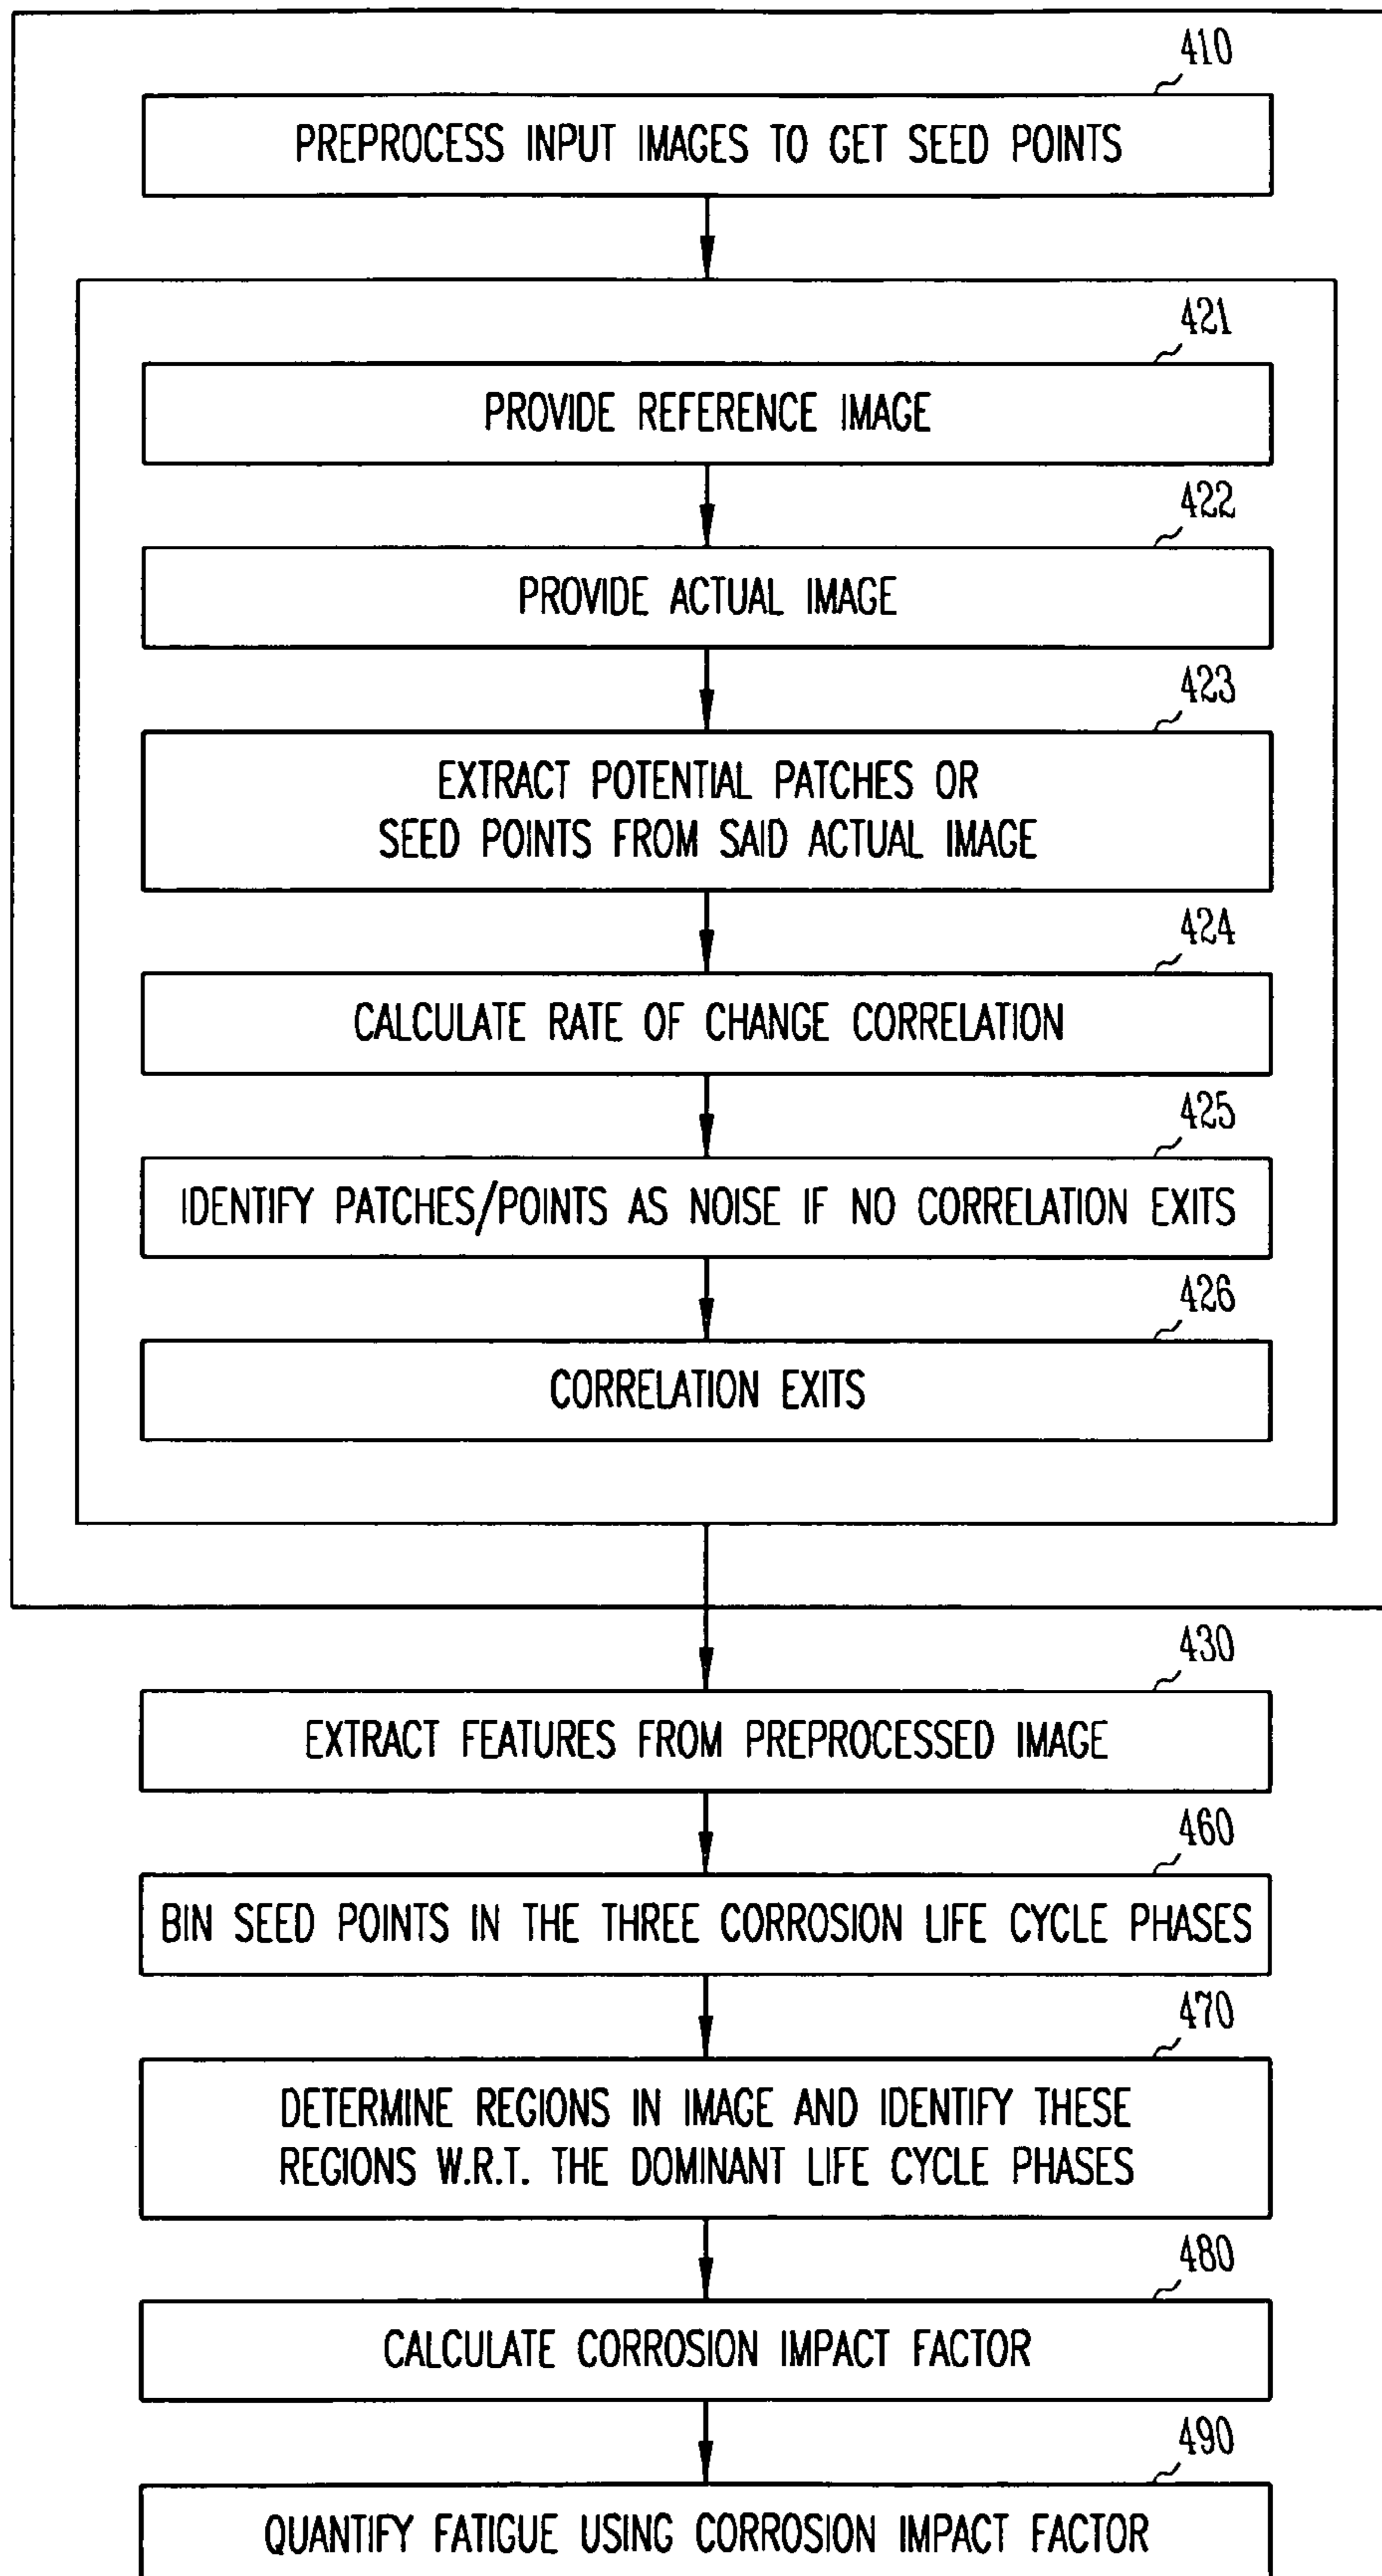 410
PREPROCESS INPUT IMAGES TO GET SEED POINTS
421
PROVIDE REFERENCE IMAGE
422
PROVIDE ACTUAL IMAGE
423
EXTRACT POTENTIAL PATCHES OR
SEED POINTS FROM SAID ACTUAL IMAGE
424
CALCULATE RATE OF CHANGE CORRELATION
425
IDENTIFY PATCHES/POINTS AS NOISE IF NO CORRELATION EXITS
426
CORRELATION EXITS
430
EXTRACT FEATURES FROM PREPROCESSED IMAGE
460
BIN SEED POINTS IN THE THREE CORROSION LIFE CYCLE PHASES
470
DETERMINE REGIONS IN IMAGE AND IDENTIFY THESE
REGIONS W.R.T. THE DOMINANT LIFE CYCLE PHASES
480
CALCULATE CORROSION IMPACT FACTOR
490
QUANTIFY FATIGUE USING CORROSION IMPACT FACTOR